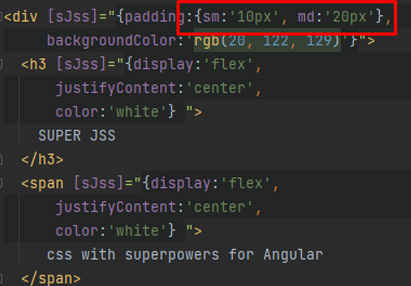 <div [sJss]="{padding:{sm:'10px', md:'20px'},
backgroundColor:'rgb(20, 122, 129)'}">
<h3 [sJss]="{display:'flex',
justifyContent:'center',
color:'white'} ">
SUPER JSS
</h3>
<span [sJss]="{display:'flex',
justifyContent:'center',
color:'white'} ">
css with superpowers for Angular
</span>